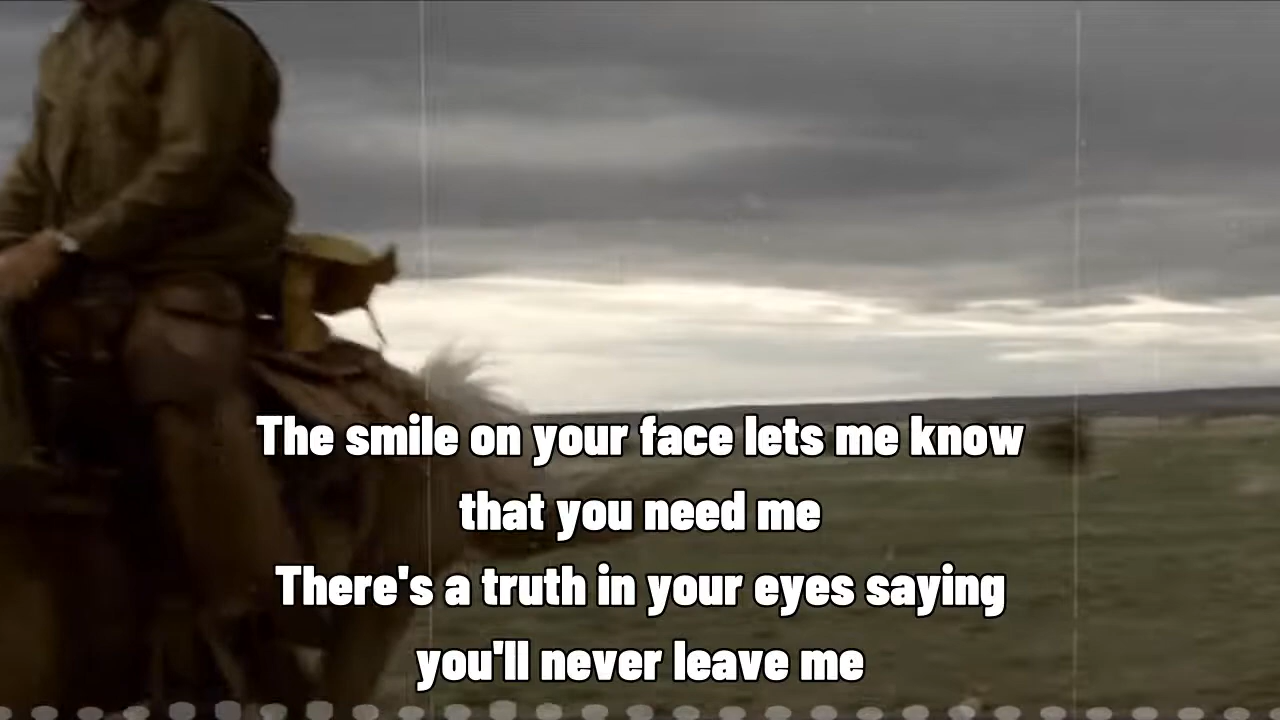 The smile on your face lets me know
that you need me
There's a truth in your eyes saying
you'll never leave me